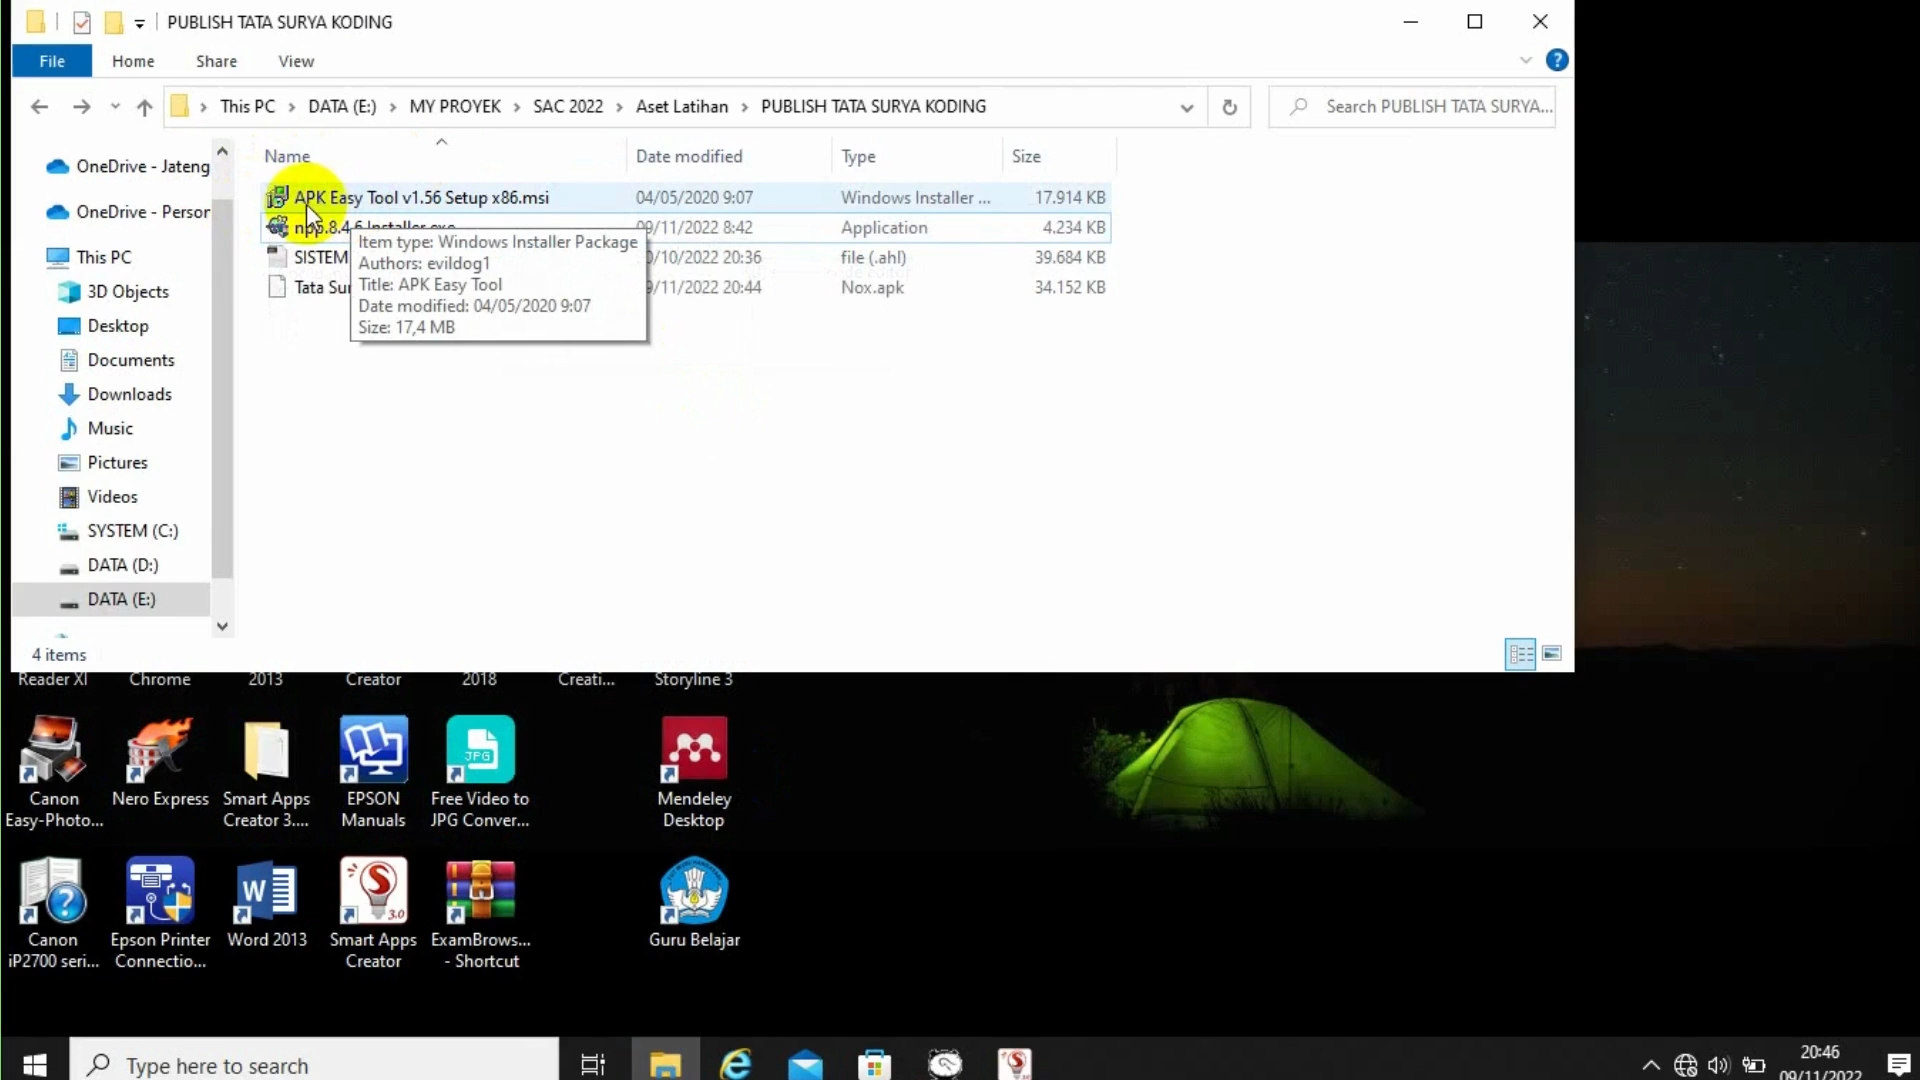 PUBLISH TATA SURYA KODING
File Home Share View
This PC > DATA (E:) > MY PROYEK > SAC 2022 > Aset Latihan > PUBLISH TATA SURYA KODING
Search PUBLISH TATA SURYA...
Name Date modified Type Size
APK Easy Tool v1.56 Setup x86.msi 04/05/2020 9:07 Windows Installer ... 17.914 KB
npp.8.4.6.Installer.exe 09/11/2022 8:42 Application 4.234 KB
SISTEM 0/10/2022 20:36 file (.ahl) 39.684 KB
Tata Sur 9/11/2022 20:44 Nox.apk 34.152 KB
Item type: Windows Installer Package
Authors: evildog1
Title: APK Easy Tool
Date modified: 04/05/2020 9:07
Size: 17,4 MB
OneDrive - Jateng
OneDrive - Person
This PC
3D Objects
Desktop
Documents
Downloads
Music
Pictures
Videos
SYSTEM (C:)
DATA (D:)
DATA (E:)
4 items
Reader XI
Chrome
2013
Creator
2018
Creati...
Storyline 3
JPG
Canon
Easy-Photo...
Nero Express
Smart Apps
Creator 3....
EPSON
Manuals
Free Video to
JPG Conver...
Mendeley
Desktop
3.0
Canon
iP2700 seri...
Epson Printer
Connectio...
Word 2013
Smart Apps
Creator
ExamBrows...
- Shortcut
Guru Belajar
Type here to search
20:46
09/11/2022